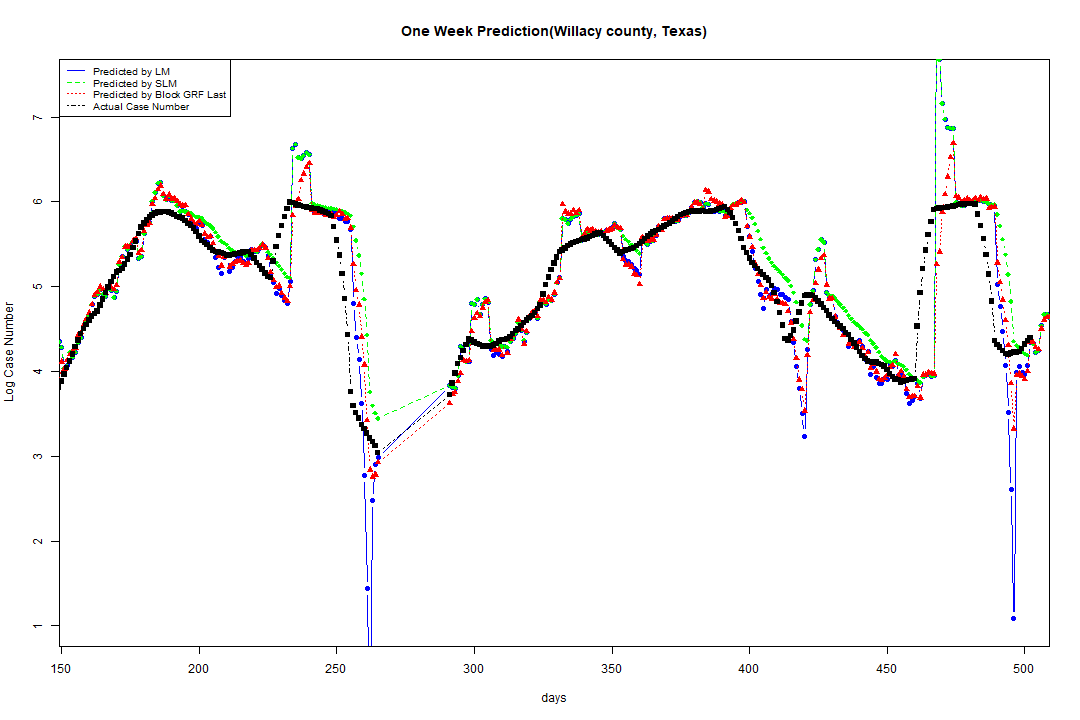 One Week Prediction(Willacy county, Texas)
Predicted by LM
Predicted by SLM
Predicted by Block GRF Last
Actual Case Number
Log Case Number
7
6
5
4
3
2
1
150 200 250 300 350 400 450 500
days